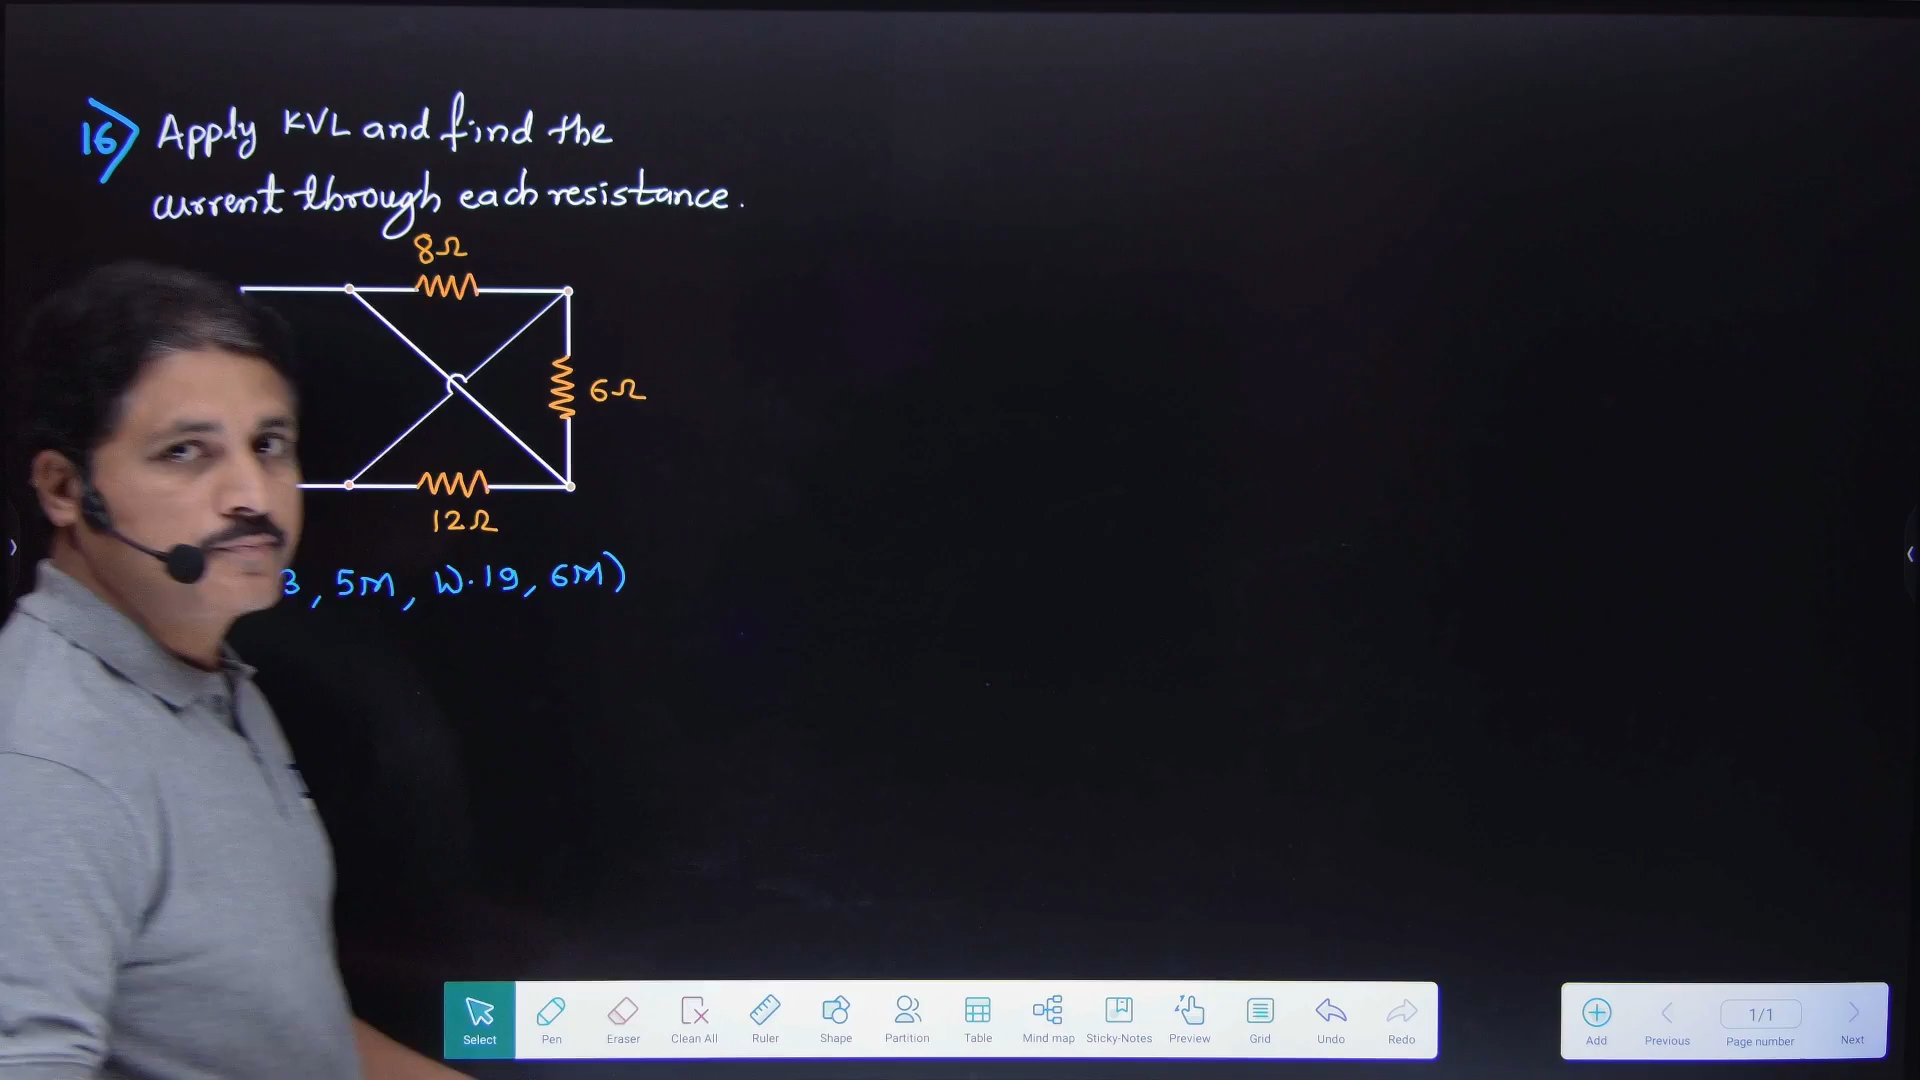 16) Apply KVL and find the
current through each resistance.
8Ω
6Ω
12Ω
3, 5M, W.19, 6M)
Select
Pen
Eraser
Clean All
Ruler
Shape
Partition
Table
Mind map
Sticky-Notes
Preview
Grid
Undo
Redo
Add
Previous
1/1
Page number
Next